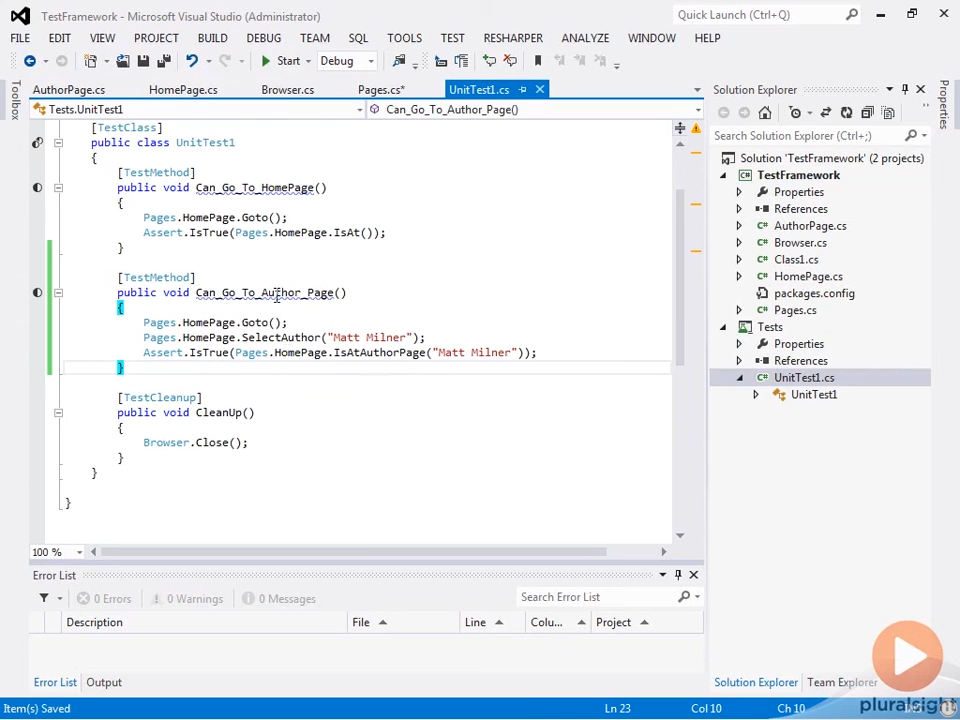 TestFramework - Microsoft Visual Studio (Administrator)
Quick Launch (Ctrl+Q)
FILE EDIT VIEW PROJECT BUILD DEBUG TEAM SQL TOOLS TEST RESHARPER ANALYZE WINDOW HELP
Start Debug
Toolbox
AuthorPage.cs HomePage.cs Browser.cs Pages.cs* UnitTest1.cs
Tests.UnitTest1 Can_Go_To_Author_Page()
[TestClass]
public class UnitTest1
{
[TestMethod]
public void Can_Go_To_HomePage()
{
Pages.HomePage.Goto();
Assert.IsTrue(Pages.HomePage.IsAt());
}
[TestMethod]
public void Can_Go_To_Author_Page()
{
Pages.HomePage.Goto();
Pages.HomePage.SelectAuthor("Matt Milner");
Assert.IsTrue(Pages.HomePage.IsAtAuthorPage("Matt Milner"));
}
[TestCleanup]
public void CleanUp()
{
Browser.Close();
}
}
}
100 %
Error List
0 Errors 0 Warnings 0 Messages
Search Error List
Description File Line Colu... Project
Error List Output
Solution Explorer
Search Solution Explorer (Ctrl+;)
Solution 'TestFramework' (2 projects)
TestFramework
Properties
References
AuthorPage.cs
Browser.cs
Class1.cs
HomePage.cs
packages.config
Pages.cs
Tests
Properties
References
UnitTest1.cs
UnitTest1
Solution Explorer Team Explorer
Properties
Item(s) Saved Ln 23 Col 10 Ch 10
pluralsight